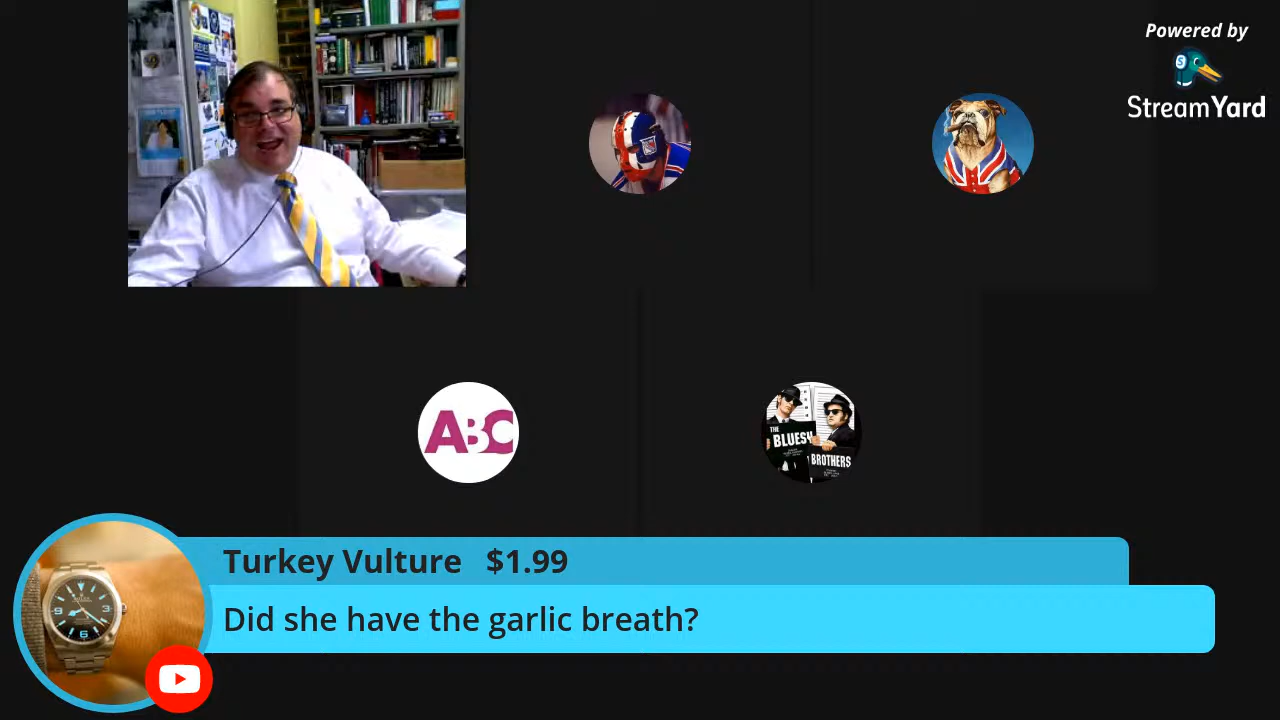 Powered by
StreamYard
ABC
THE
BLUES
BROTHERS
Turkey Vulture $1.99
Did she have the garlic breath?